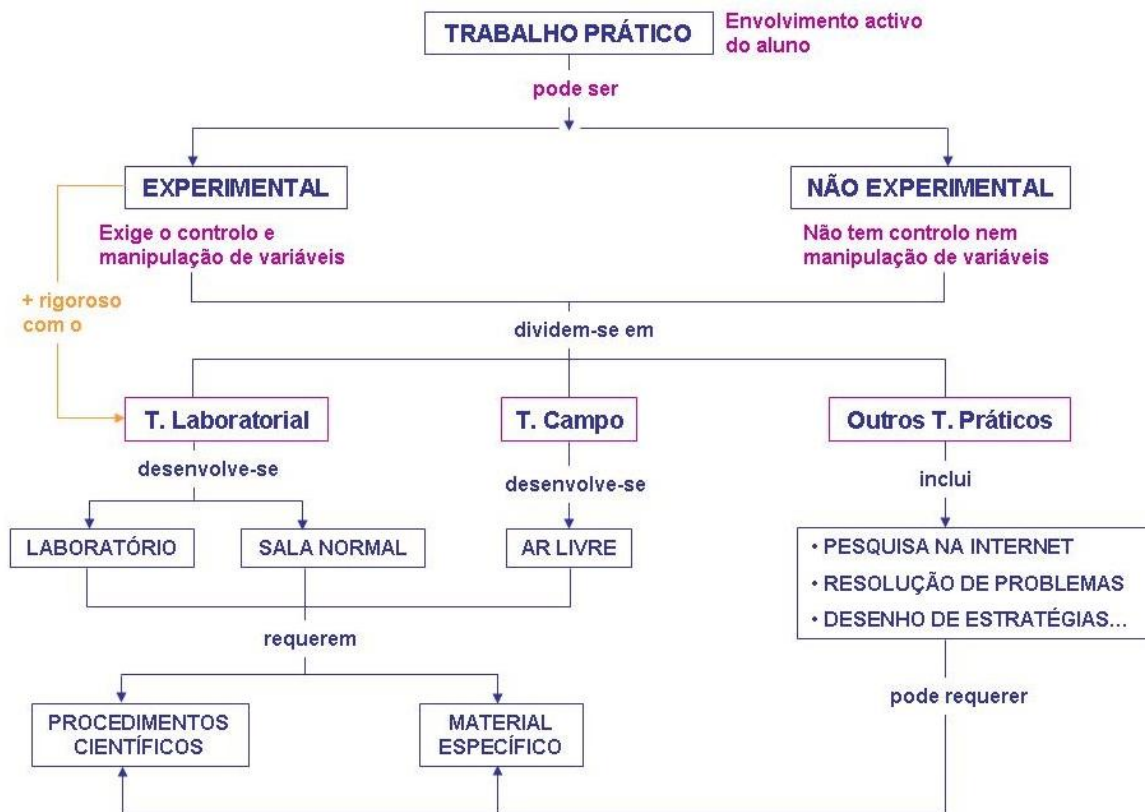 TRABALHO PRÁTICO
Envolvimento activo
do aluno
pode ser
EXPERIMENTAL
NÃO EXPERIMENTAL
Exige o controlo e
manipulação de variáveis
Não tem controlo nem
manipulação de variáveis
+ rigoroso
com o
dividem-se em
T. Laboratorial
T. Campo
Outros T. Práticos
desenvolve-se
desenvolve-se
inclui
LABORATÓRIO
SALA NORMAL
AR LIVRE
• PESQUISA NA INTERNET
• RESOLUÇÃO DE PROBLEMAS
• DESENHO DE ESTRATÉGIAS...
requerem
pode requerer
PROCEDIMENTOS
CIENTÍFICOS
MATERIAL
ESPECÍFICO